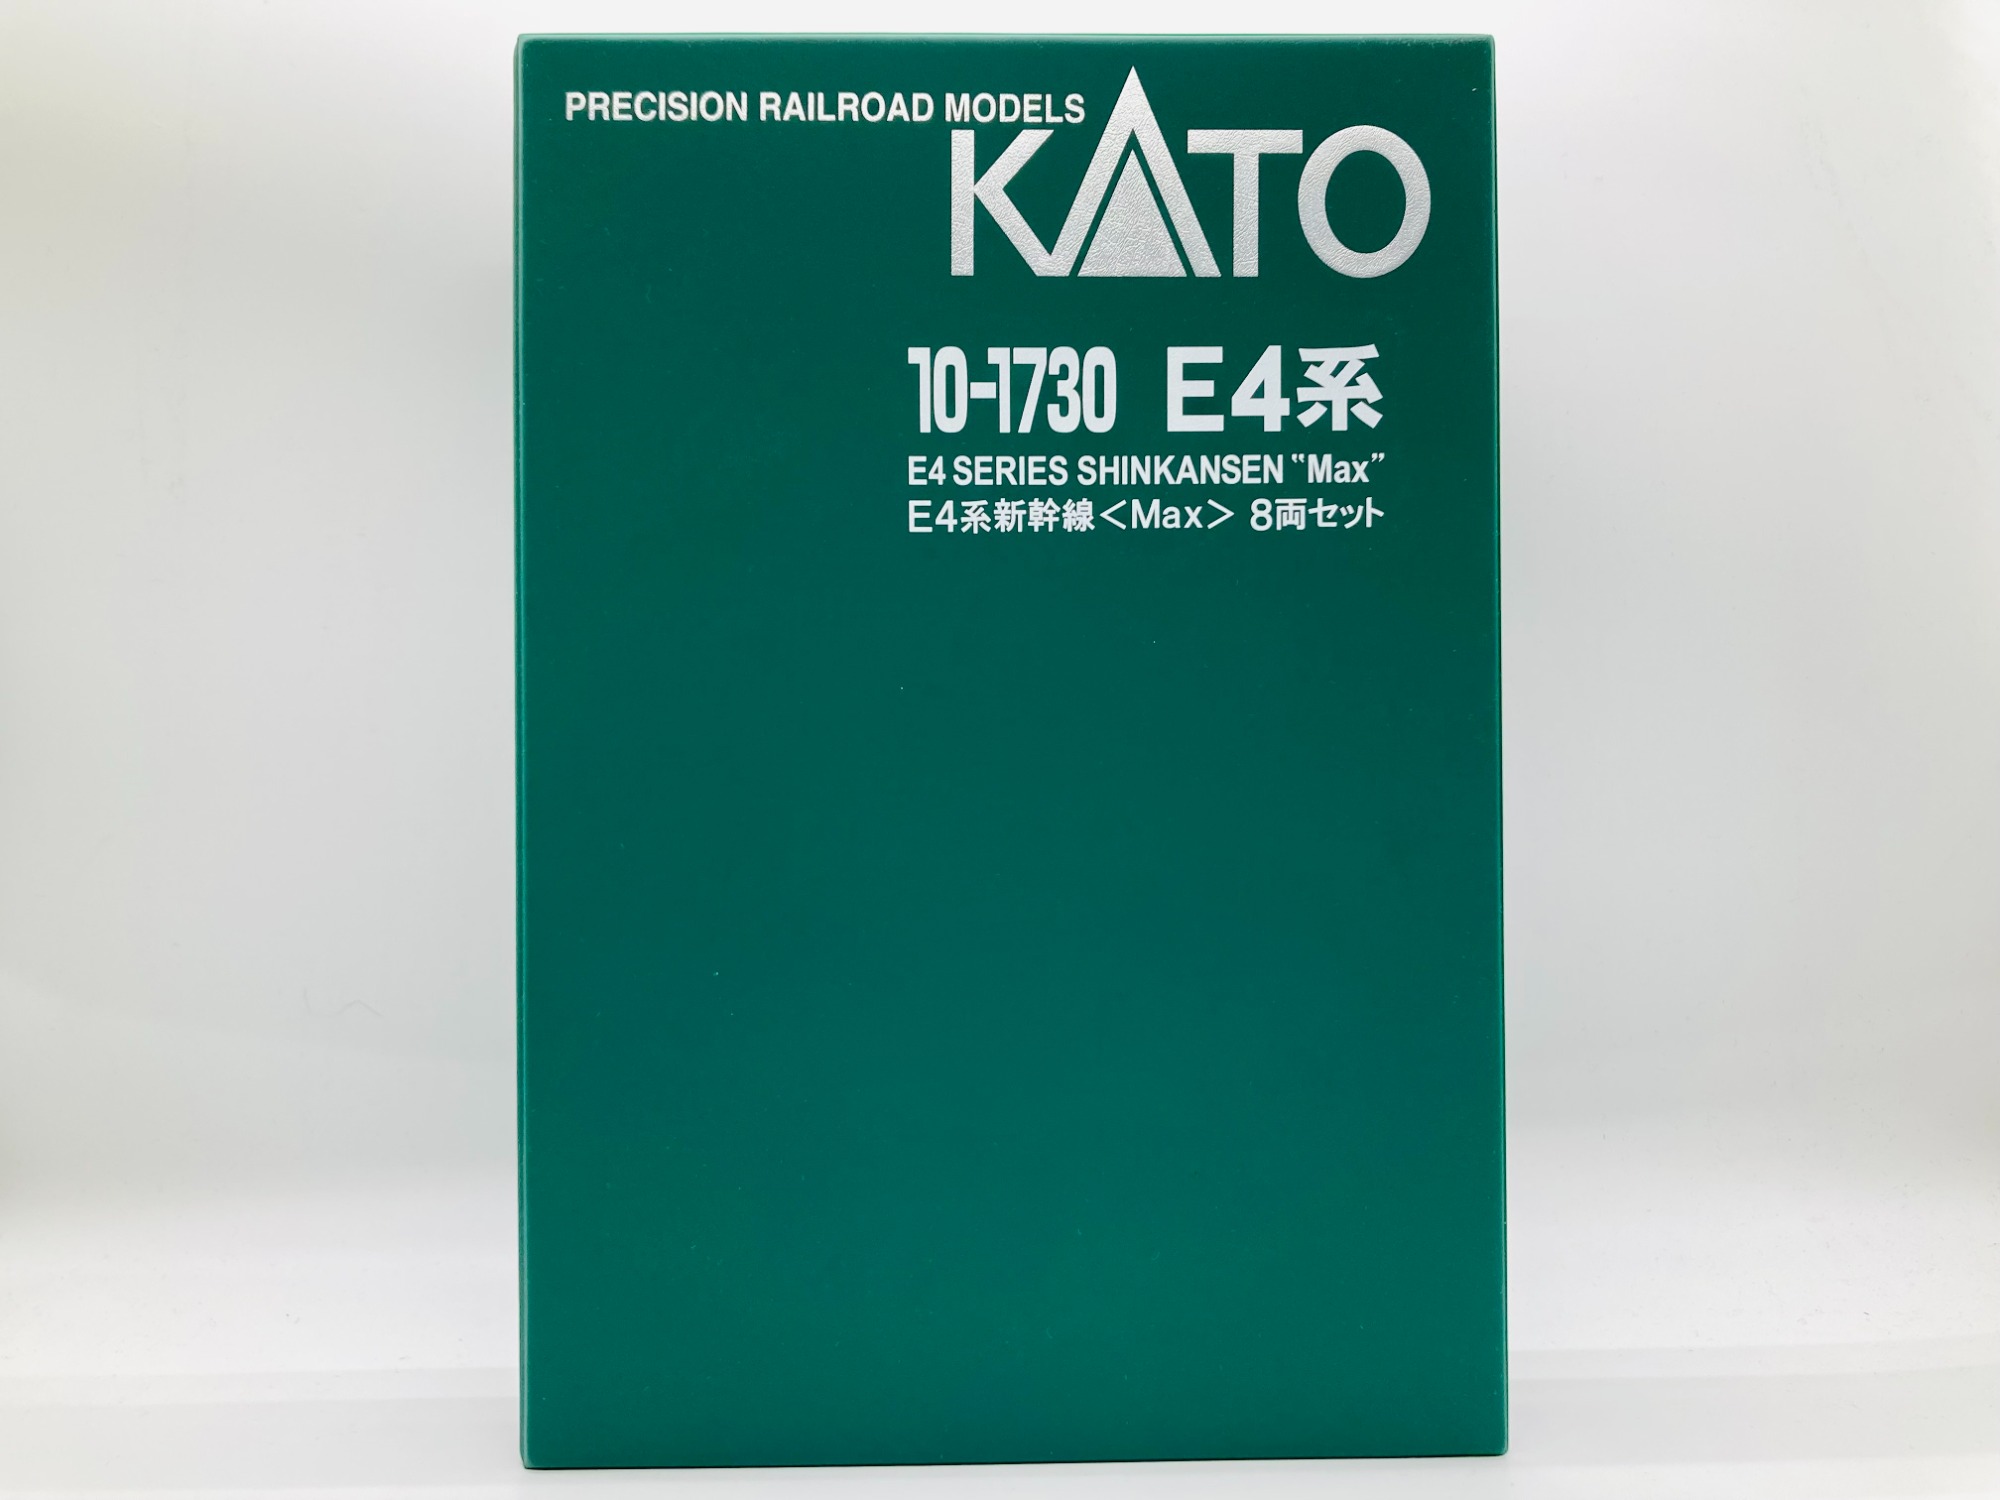 PRECISION RAILROAD MODELS
KATO
10-1730 E4系
E4 SERIES SHINKANSEN "Max"
E4系新幹線＜Max＞ 8両セット